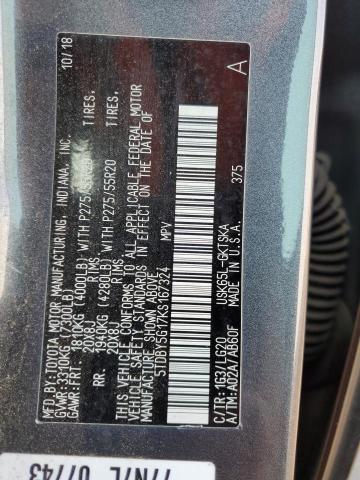 MFD. BY: TOYOTA MOTOR MANUFACTURING, INDIANA, INC. 10/18
GVWR: 3310KG (7300LB)
GAWR: FRT. 1810KG (4000LB) WITH P275/55R20 TIRES,
20X8J RIMS
RR. 1940KG (4280LB) WITH P275/55R20 TIRES,
20X8J RIMS
THIS VEHICLE CONFORMS TO ALL APPLICABLE FEDERAL MOTOR
VEHICLE SAFETY STANDARDS IN EFFECT ON THE DATE OF
MANUFACTURE SHOWN ABOVE.
5TDBY5G17KS167324 MPV
A
375
C/TR: 1G3/LG20 USK65L-GKTSKA
A/TM: A02A/AB60F MADE IN U.S.A.
77N7L 07743